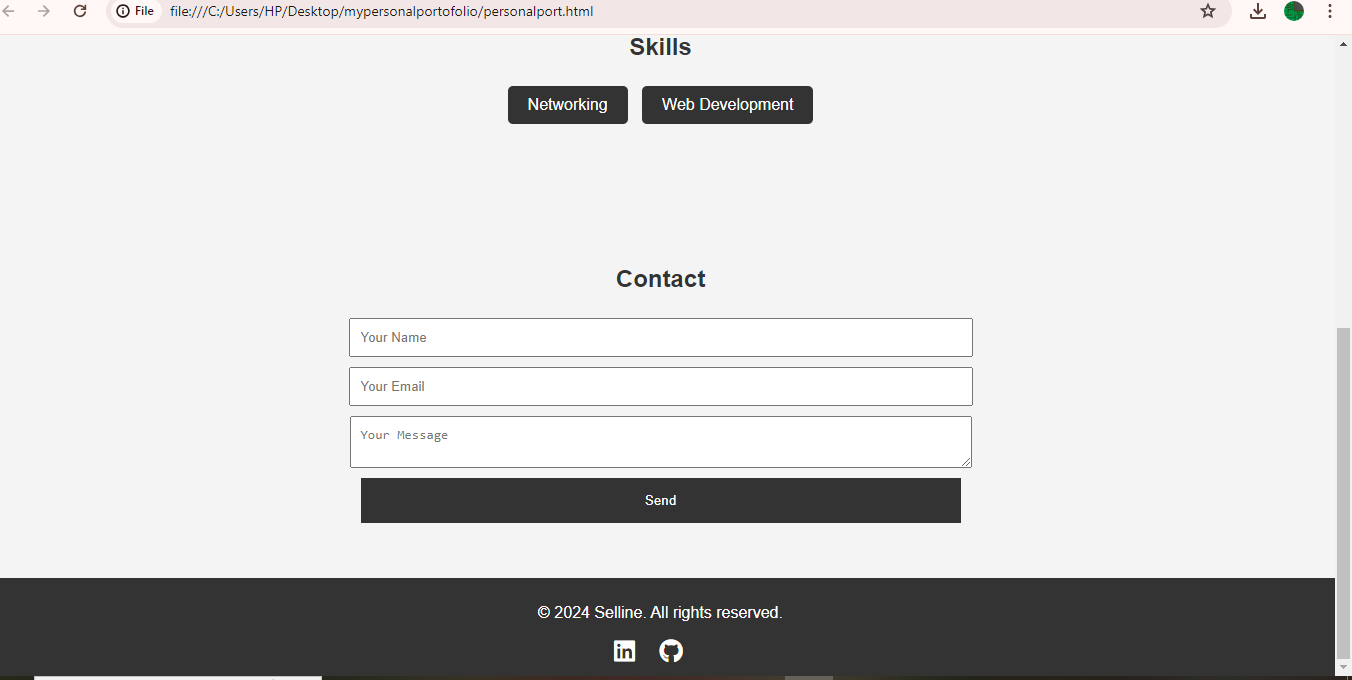 File file:///C:/Users/HP/Desktop/mypersonalportofolio/personalport.html
Skills
Networking Web Development
Contact
Your Name
Your Email
Your Message
Send
© 2024 Selline. All rights reserved.
in